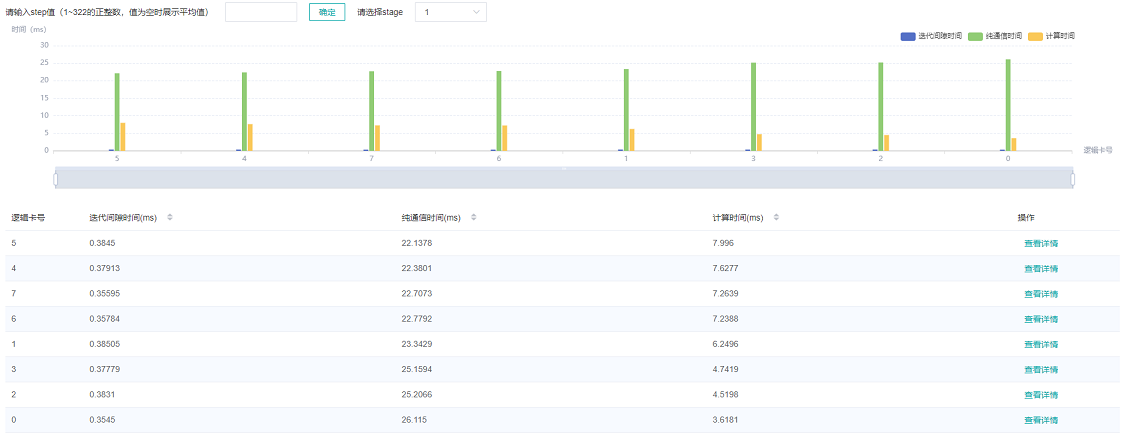 请输入step值（1~322的正整数，值为空时展示平均值） 确定 请选择stage 1
时间（ms）
迭代间隙时间 纯通信时间 计算时间
30
25
20
15
10
5
0
5 4 7 6 1 3 2 0
逻辑卡号
逻辑卡号 迭代间隙时间(ms) 纯通信时间(ms) 计算时间(ms) 操作
5 0.3845 22.1378 7.996 查看详情
4 0.37913 22.3801 7.6277 查看详情
7 0.35595 22.7073 7.2639 查看详情
6 0.35784 22.7792 7.2388 查看详情
1 0.38505 23.3429 6.2496 查看详情
3 0.37779 25.1594 4.7419 查看详情
2 0.3831 25.2066 4.5198 查看详情
0 0.3545 26.115 3.6181 查看详情